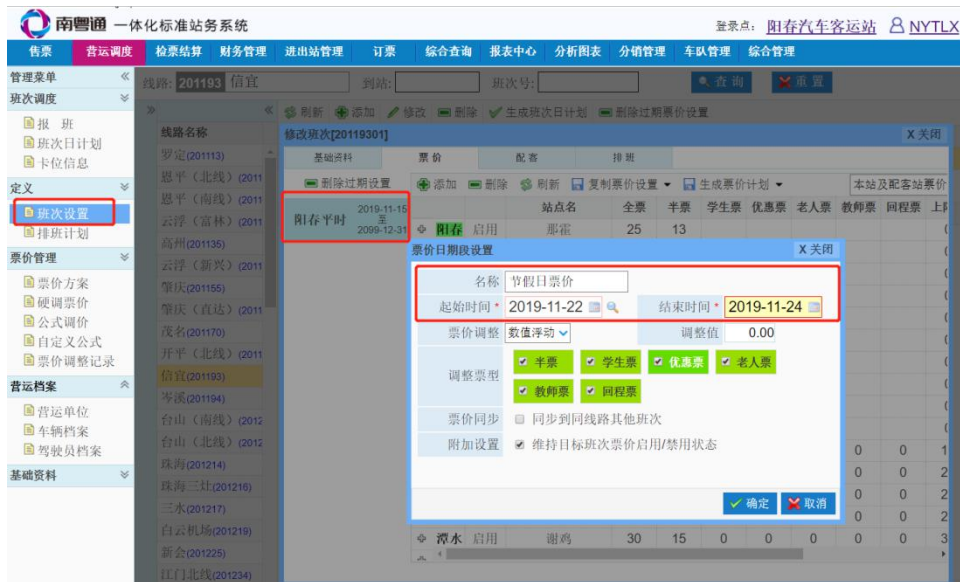 南粤通 一体化标准站务系统
登录点: 阳春汽车客运站 NYTLX
售票 营运调度 检票结算 财务管理 进出站管理 订票 综合查询 报表中心 分析图表 分销管理 车队管理 综合管理
管理菜单
班次调度
报 班
班次日计划
卡位信息
定义
班次设置
排班计划
票价管理
票价方案
硬调票价
公式调价
自定义公式
票价调整记录
营运档案
营运单位
车辆档案
驾驶员档案
基础资料
线路: 201193 信宜 到站: 班次号: 查 询 重 置
刷新 添加 修改 删除 生成班次日计划 删除过期票价设置
线路名称
罗定(201113)
恩平（北线）(2011
恩平（南线）(2011
云浮（富林）(2011
高州(201135)
云浮（新兴）(2011
肇庆(201155)
肇庆（直达）(2011
茂名(201170)
开平（北线）(2011
信宜(201193)
岑溪(201194)
台山（南线）(2012
台山（北线）(2012
珠海(201214)
珠海三灶(201216)
三水(201217)
白云机场(201219)
新会(201225)
江门北线(201234)
修改班次[20119301] X 关闭
基础资料 票 价 配 客 排 班
删除过期设置 添加 删除 刷新 复制票价设置 生成票价计划 本站及配客站票价
阳春平时 2019-11-15
至
2099-12-31
站点名 全票 半票 学生票 优惠票 老人票 教师票 回程票 上
阳春 启用 那霍 25 13
票价日期段设置 X 关闭
名称 节假日票价
起始时间 * 2019-11-22 结束时间 * 2019-11-24
票价调整 数值浮动 调整值 0.00
调整票型 半票 学生票 优惠票 老人票
教师票 回程票
票价同步 同步到同线路其他班次
附加设置 维持目标班次票价启用/禁用状态
确定 取消
0 0 1
0 0 2
0 0 2
0 0 2
潭水 启用 谢鸡 30 15 0 0 0 0 0 3